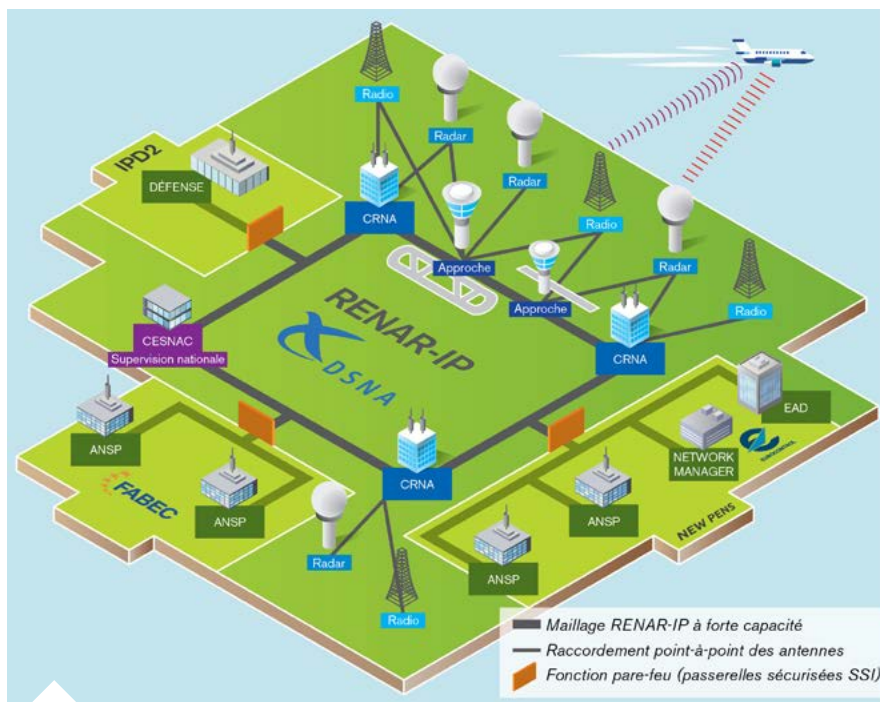 Radio
Radar
Radar
Radio
Radar
Radio
IPD2
DÉFENSE
CRNA
Approche
Approche
CRNA
CESNAC
Supervision nationale
RENAR-IP
DSNA
ANSP
ANSP
FABEC
CRNA
Radar
Radio
EAD
NETWORK
MANAGER
EUROCONTROL
ANSP
ANSP
NEW PENS
Maillage RENAR-IP à forte capacité
Raccordement point-à-point des antennes
Fonction pare-feu (passerelles sécurisées SSI)